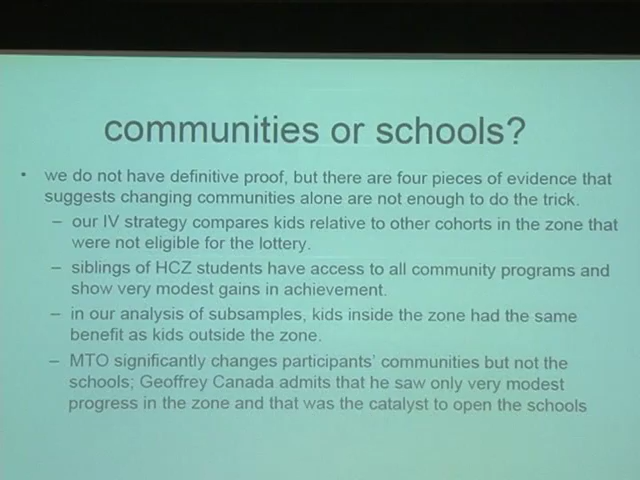 communities or schools?
• we do not have definitive proof, but there are four pieces of evidence that
suggests changing communities alone are not enough to do the trick.
– our IV strategy compares kids relative to other cohorts in the zone that
were not eligible for the lottery.
– siblings of HCZ students have access to all community programs and
show very modest gains in achievement.
– in our analysis of subsamples, kids inside the zone had the same
benefit as kids outside the zone.
– MTO significantly changes participants' communities but not the
schools; Geoffrey Canada admits that he saw only very modest
progress in the zone and that was the catalyst to open the schools